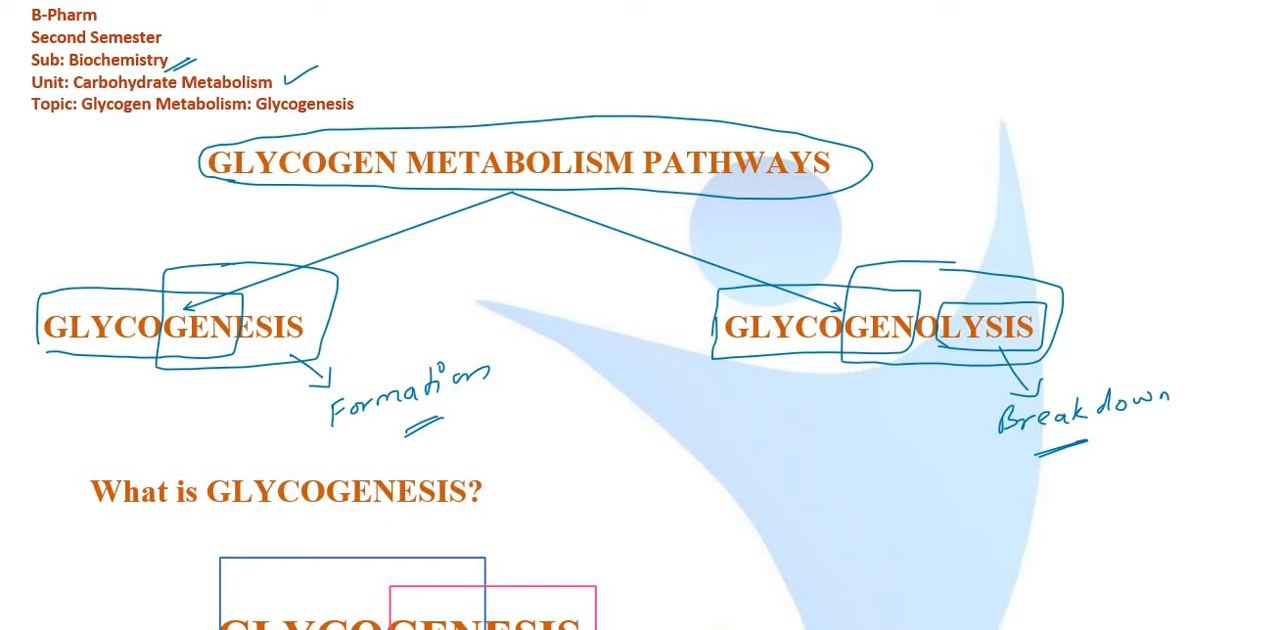 B-Pharm
Second Semester
Sub: Biochemistry
Unit: Carbohydrate Metabolism
Topic: Glycogen Metabolism: Glycogenesis
GLYCOGEN METABOLISM PATHWAYS
GLYCOGENESIS GLYCOGENOLYSIS
Formation Breakdown
What is GLYCOGENESIS?
GLYCOGENESIS